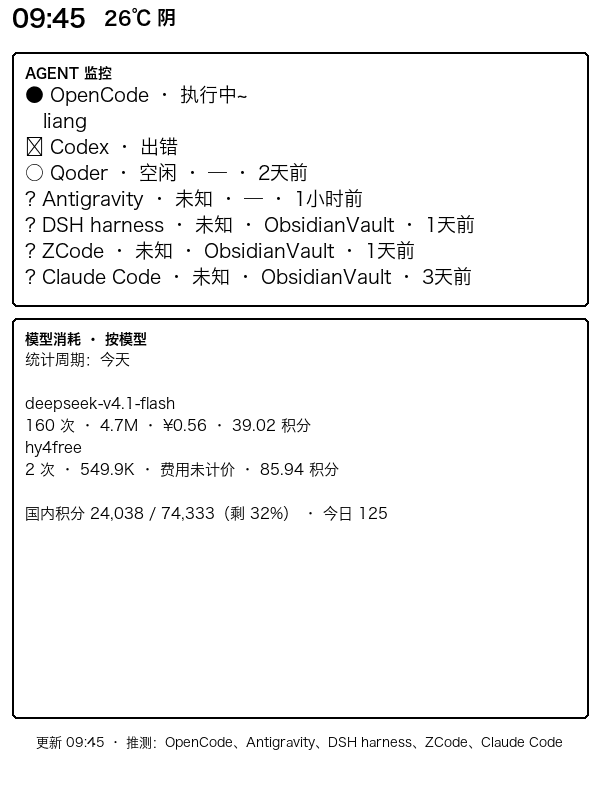 09:45 26℃ 阴
AGENT 监控
● OpenCode · 执行中~
liang
☒ Codex · 出错
○ Qoder · 空闲 · — · 2天前
? Antigravity · 未知 · — · 1小时前
? DSH harness · 未知 · ObsidianVault · 1天前
? ZCode · 未知 · ObsidianVault · 1天前
? Claude Code · 未知 · ObsidianVault · 3天前
模型消耗 · 按模型
统计周期：今天
deepseek-v4.1-flash
160 次 · 4.7M · ¥0.56 · 39.02 积分
hy4free
2 次 · 549.9K · 费用未计价 · 85.94 积分
国内积分 24,038 / 74,333（剩 32%） · 今日 125
更新 09:45 · 推测：OpenCode、Antigravity、DSH harness、ZCode、Claude Code